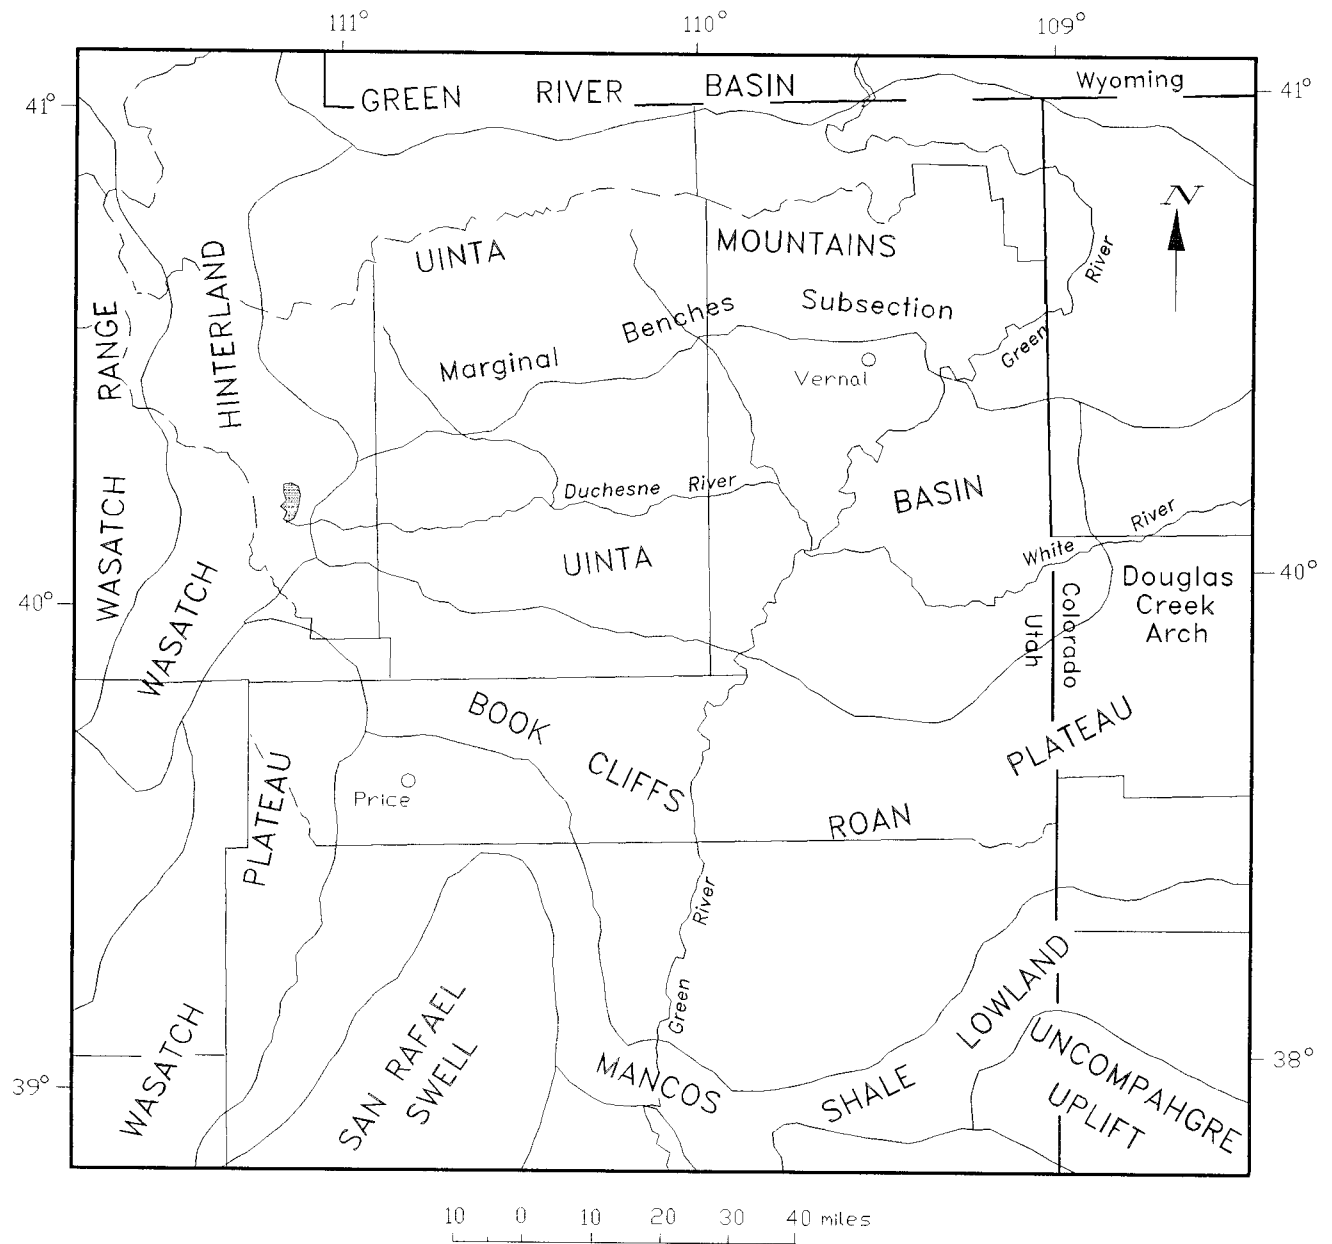 111°
110°
109°
41°
GREEN RIVER BASIN
Wyoming
41°
N
UINTA
MOUNTAINS
River
RANGE
HINTERLAND
Marginal Benches Subsection
Green
Vernal
WASATCH
WASATCH
Duchesne River
BASIN
River
White
UINTA
40°
40°
Douglas
Creek
Arch
Colorado
Utah
BOOK CLIFFS
PLATEAU
ROAN
PLATEAU
Price
River
Green
WASATCH
SAN RAFAEL
SWELL
MANCOS
SHALE
LOWLAND
UNCOMPAHGRE
UPLIFT
39°
38°
10 0 10 20 30 40 miles